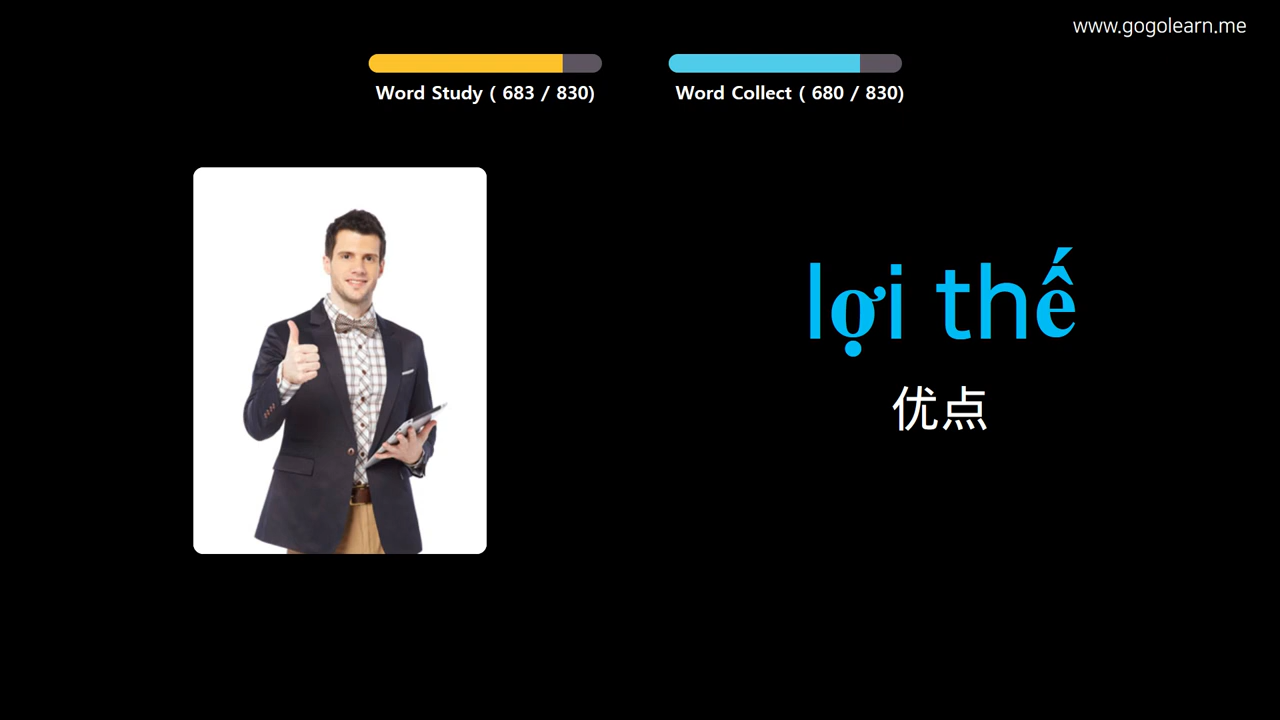 www.gogolearn.me
Word Study ( 683 / 830)
Word Collect ( 680 / 830)
lợi thế
优点